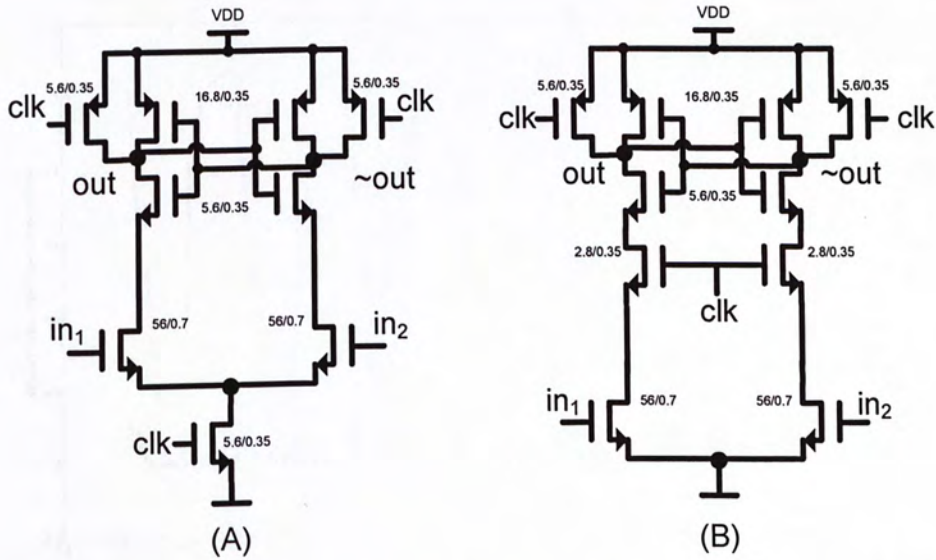 VDD
5.6/0.35
16.8/0.35
5.6/0.35
clk
clk
out
~out
5.6/0.35
in1
56/0.7
56/0.7
in2
clk
5.6/0.35
(A)
VDD
5.6/0.35
16.8/0.35
5.6/0.35
clk
clk
out
~out
5.6/0.35
2.8/0.35
2.8/0.35
clk
in1
56/0.7
56/0.7
in2
(B)